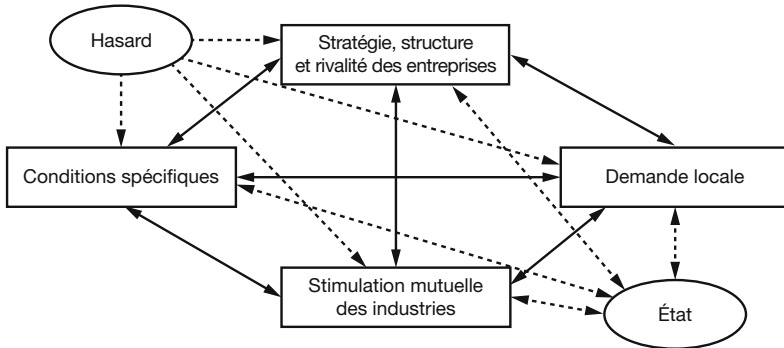 Hasard
Stratégie, structure
et rivalité des entreprises
Conditions spécifiques
Demande locale
Stimulation mutuelle
des industries
État